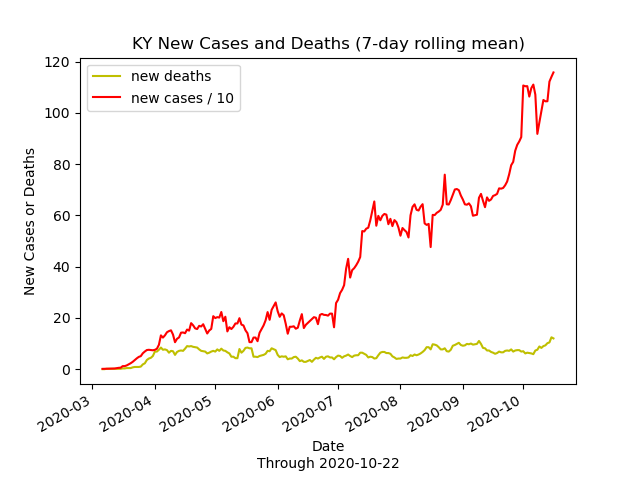 KY New Cases and Deaths (7-day rolling mean)
new deaths
new cases / 10
New Cases or Deaths
120
100
80
60
40
20
0
2020-03
2020-04
2020-05
2020-06
2020-07
2020-08
2020-09
2020-10
Date
Through 2020-10-22